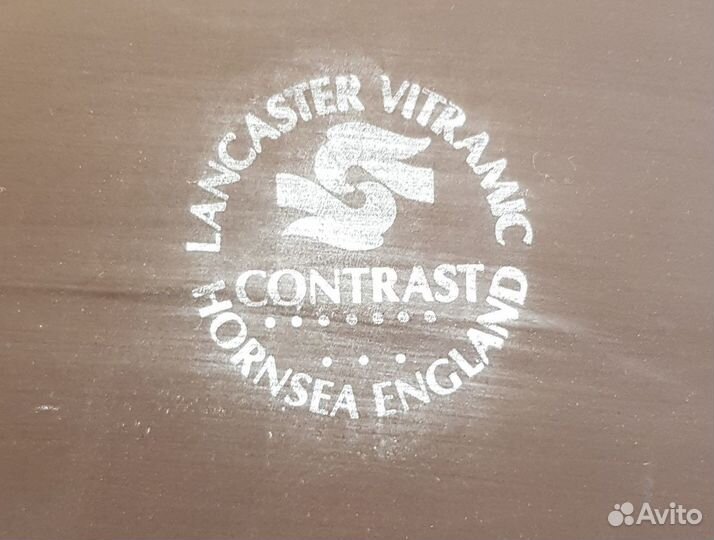 LANCASTER VITRAMIC
CONTRAST
HORNSEA ENGLAND
Avito